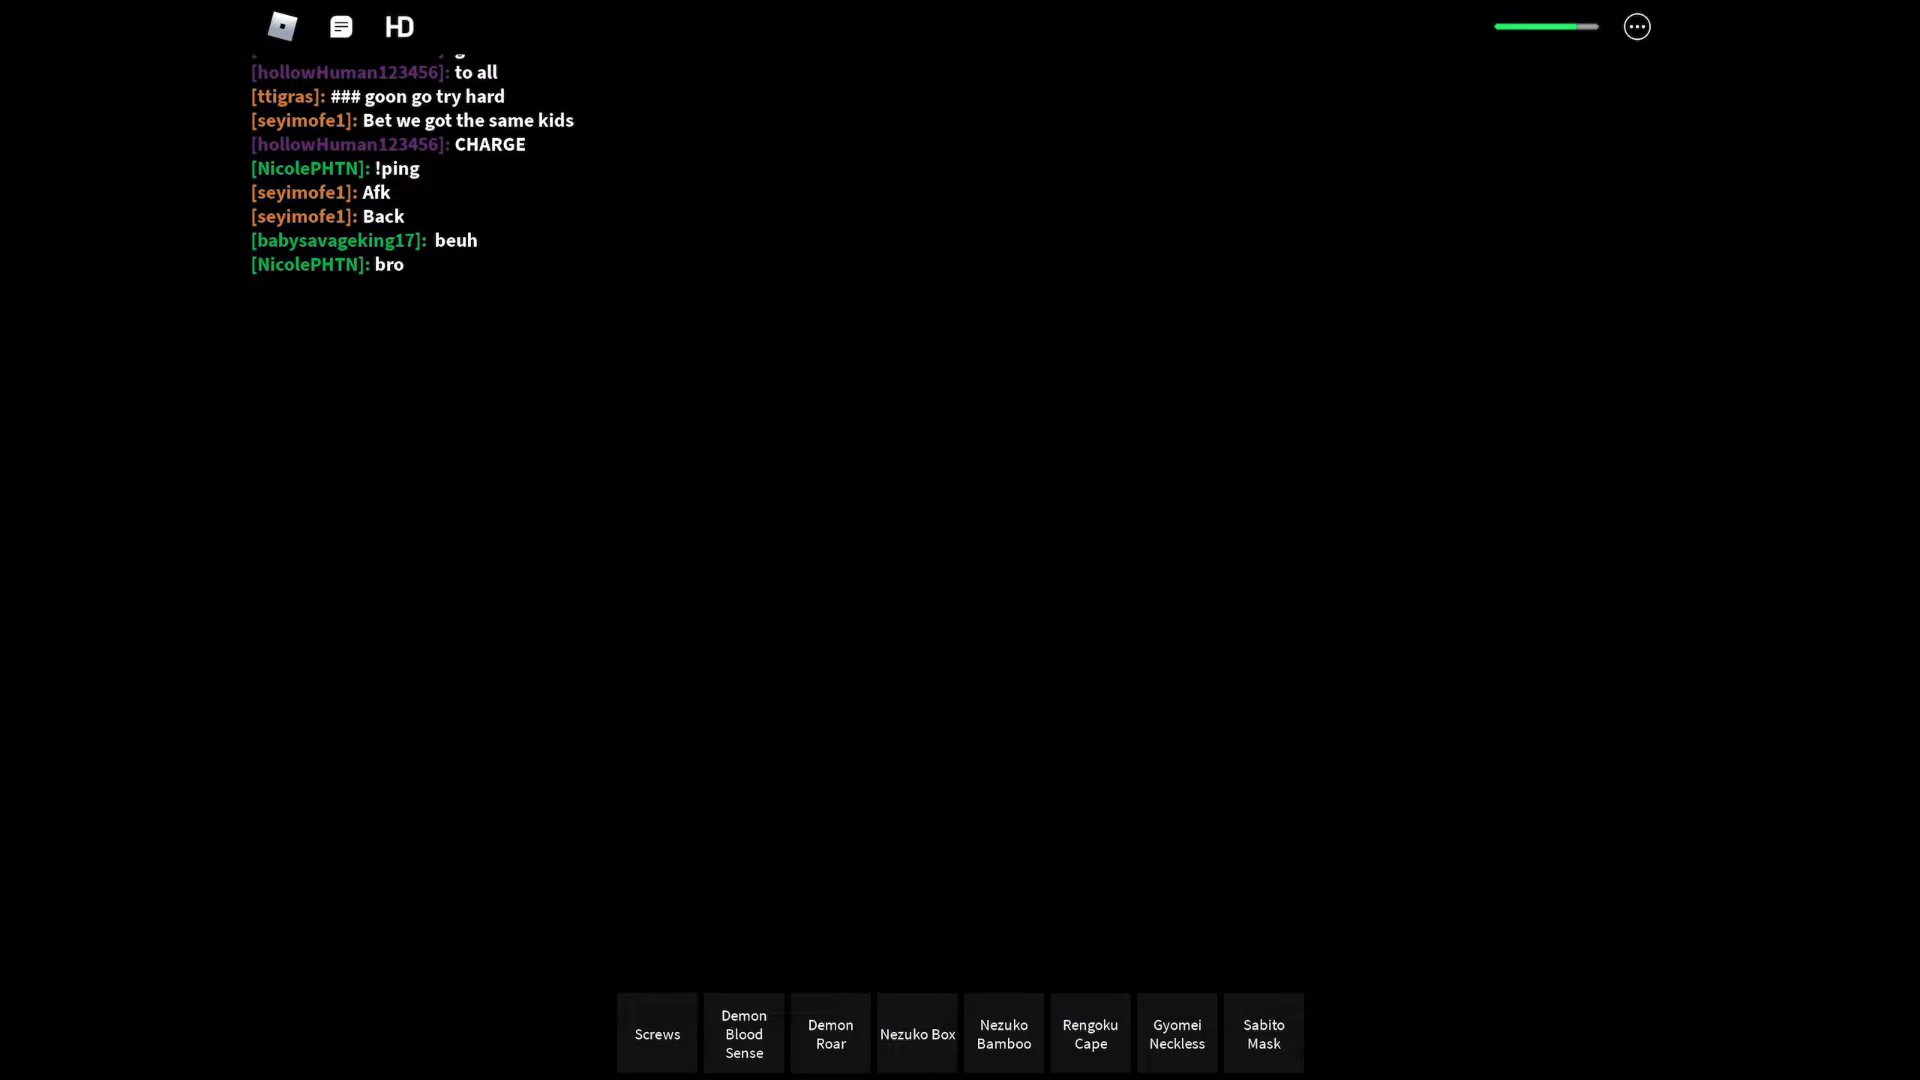 HD
[hollowHuman123456]: to all
[ttigras]: ### goon go try hard
[seyimofe1]: Bet we got the same kids
[hollowHuman123456]: CHARGE
[NicolePHTN]: !ping
[seyimofe1]: Afk
[seyimofe1]: Back
[babysavageking17]: beuh
[NicolePHTN]: bro
Screws
Demon
Blood
Sense
Demon
Roar
Nezuko Box
Nezuko
Bamboo
Rengoku
Cape
Gyomei
Neckless
Sabito
Mask